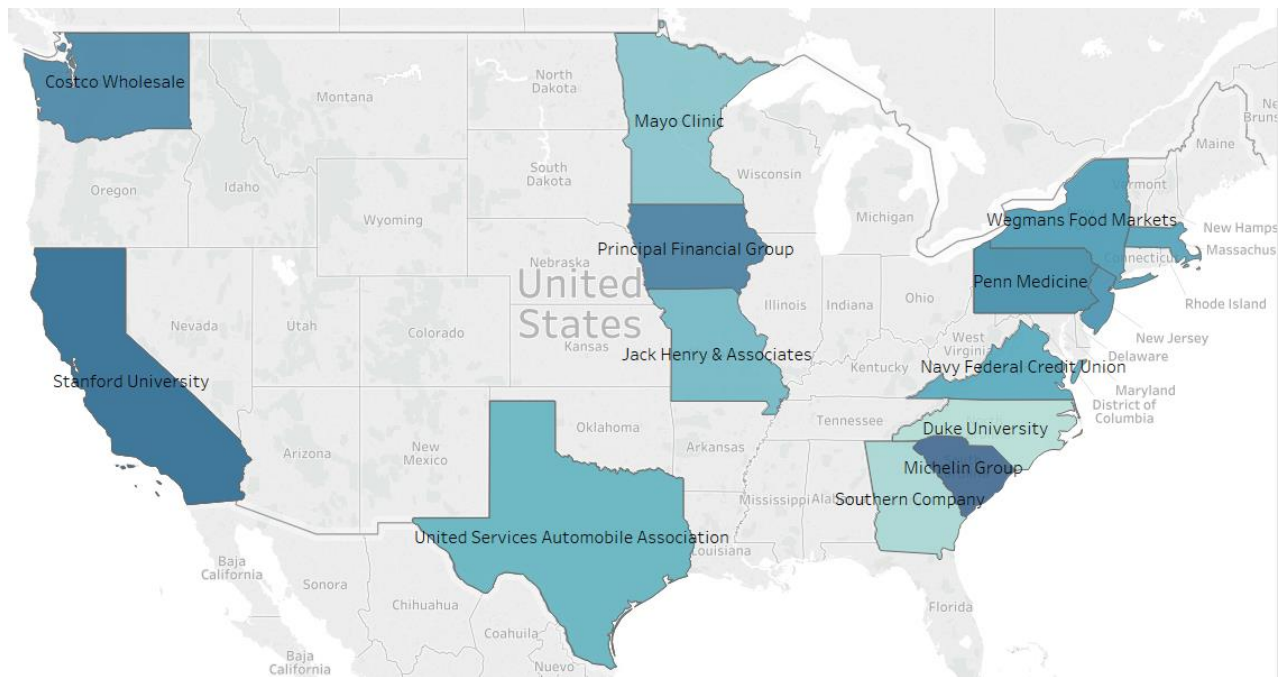 Costco Wholesale
Montana
North
Dakota
Mayo Clinic
Maine
Oregon
Idaho
South
Dakota
Wisconsin
Vermont
Wyoming
Michigan
Wegmans Food Markets
New Hamps
Massachus
Principal Financial Group
Nebraska
Connecticut
Penn Medicine
Rhode Island
United
States
Nevada
Utah
Colorado
Illinois
Indiana
Ohio
New Jersey
Kansas
Jack Henry & Associates
West
Virginia
Delaware
Kentucky
Navy Federal Credit Union
Maryland
District of
Columbia
Stanford University
Arizona
New
Mexico
Oklahoma
Arkansas
Tennessee
Duke University
Michelin Group
Mississippi
Southern Company
United Services Automobile Association
Louisiana
Baja
California
Sonora
Chihuahua
Coahuila
Florida
Baja
California
Nuevo